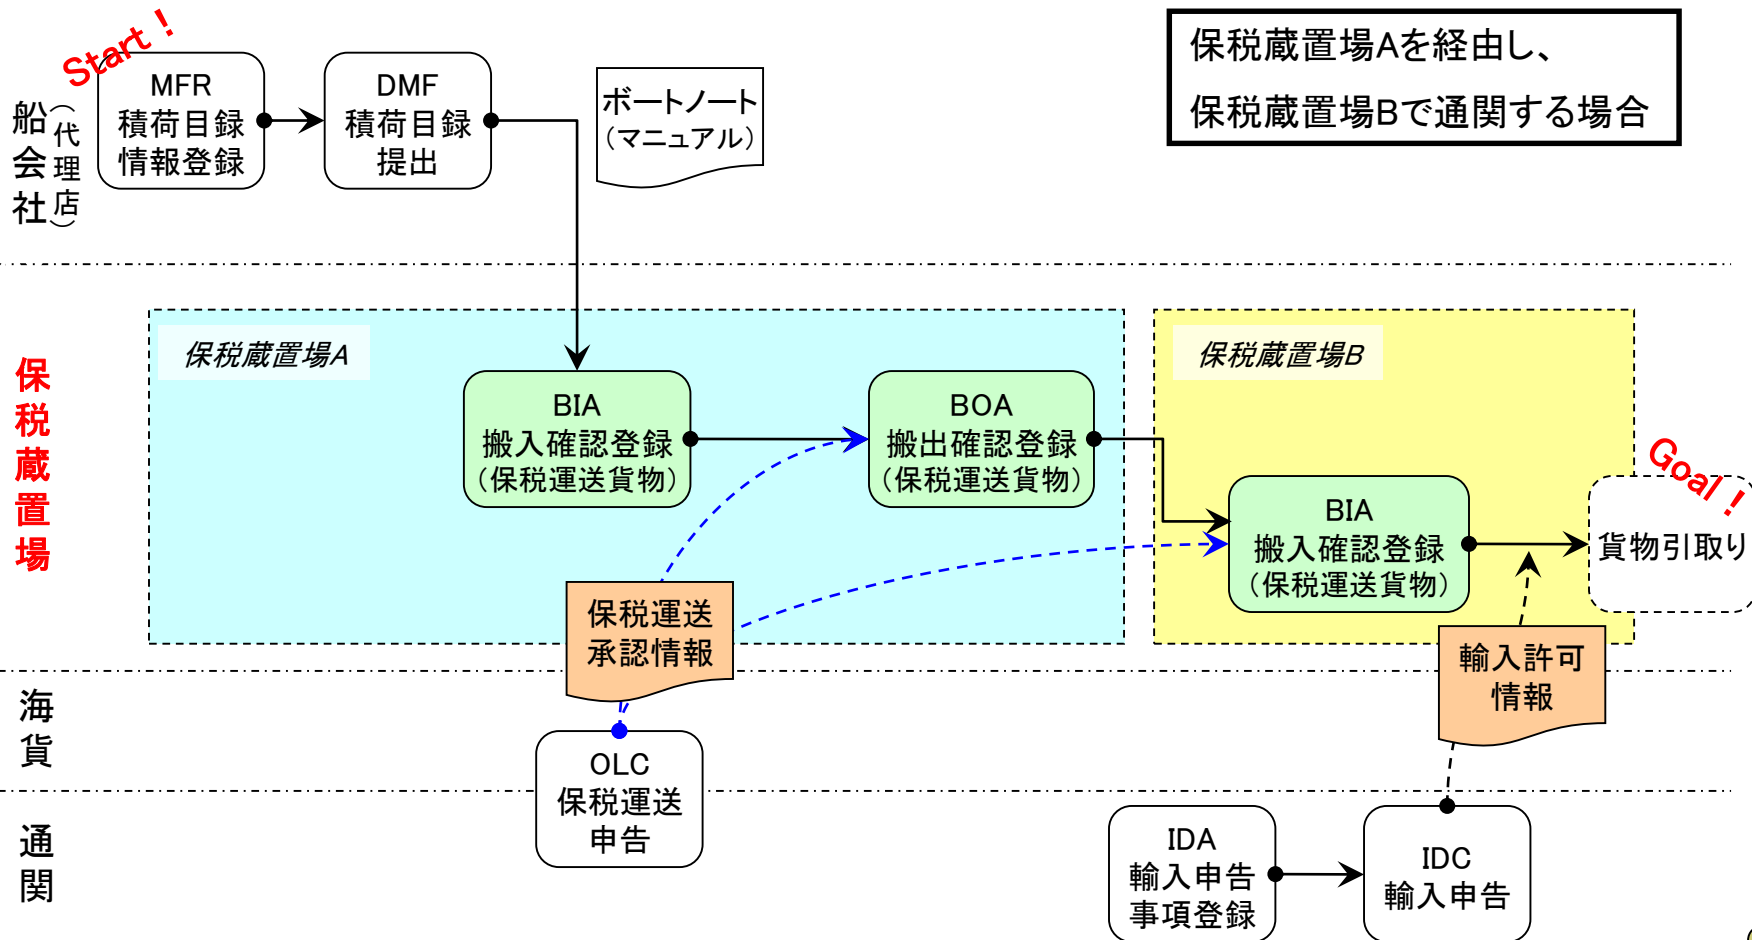 Start！
船会社
（代理店）
MFR
積荷目録
情報登録
DMF
積荷目録
提出
ボートノート
（マニュアル）
保税蔵置場Aを経由し、
保税蔵置場Bで通関する場合
保税蔵置場
保税蔵置場A
BIA
搬入確認登録
（保税運送貨物）
BOA
搬出確認登録
（保税運送貨物）
保税蔵置場B
BIA
搬入確認登録
（保税運送貨物）
Goal！
貨物引取り
保税運送
承認情報
輸入許可
情報
海貨
OLC
保税運送
申告
通関
IDA
輸入申告
事項登録
IDC
輸入申告